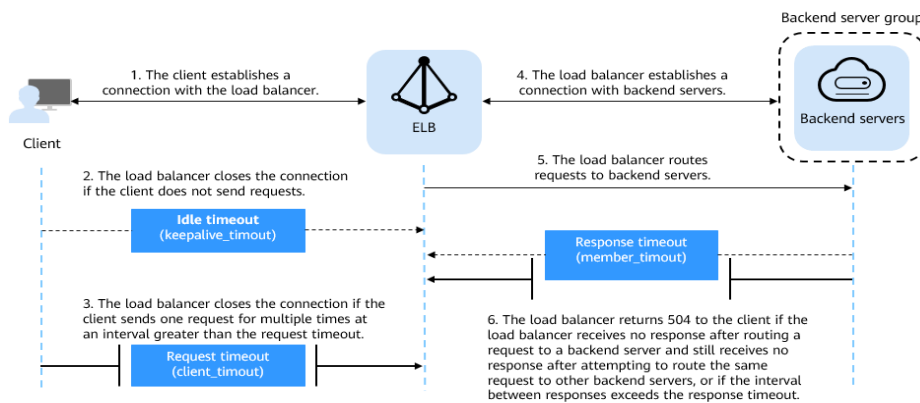 Backend server group
1. The client establishes a
connection with the load balancer.
4. The load balancer establishes a
connection with backend servers.
ELB
Backend servers
Client
5. The load balancer routes
requests to backend servers.
2. The load balancer closes the connection
if the client does not send requests.
Idle timeout
(keepalive_timout)
Response timeout
(member_timout)
3. The load balancer closes the connection if the
client sends one request for multiple times at
an interval greater than the request timeout.
Request timeout
(client_timout)
6. The load balancer returns 504 to the client if the
load balancer receives no response after routing a
request to a backend server and still receives no
response after attempting to route the same
request to other backend servers, or if the interval
between responses exceeds the response timeout.